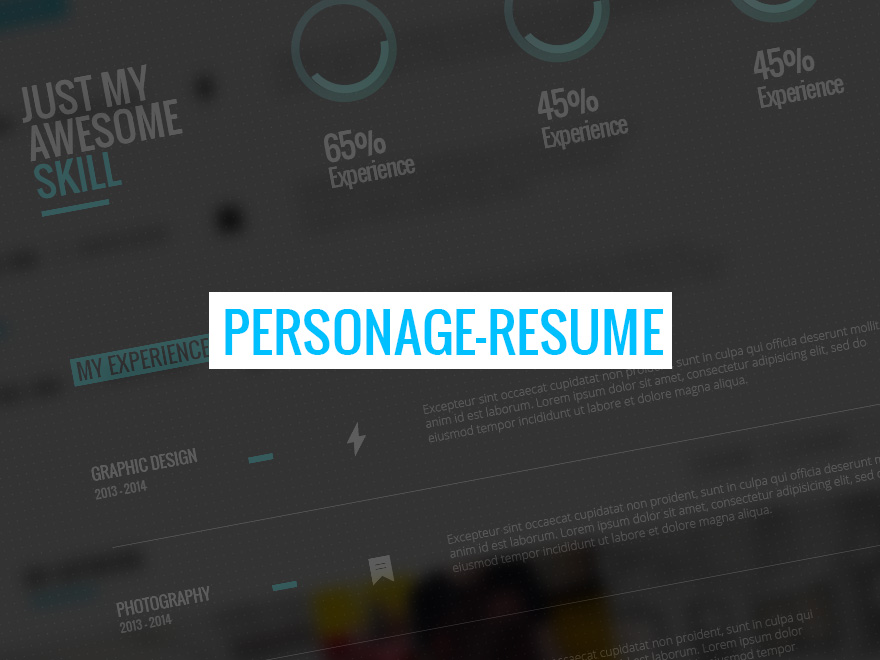 JUST MY
AWESOME
SKILL
65%
Experience
45%
Experience
45%
Experience
PERSONAGE-RESUME
MY EXPERIENCE
GRAPHIC DESIGN
2013 - 2014
Excepteur sint occaecat cupidatat non proident, sunt in culpa qui officia deserunt mollit
anim id est laborum. Lorem ipsum dolor sit amet, consectetur adipisicing elit, sed do
eiusmod tempor incididunt ut labore et dolore magna aliqua.
PHOTOGRAPHY
2013 - 2014
Excepteur sint occaecat cupidatat non proident, sunt in culpa qui officia deserunt
anim id est laborum. Lorem ipsum dolor sit amet, consectetur adipisicing elit, sed
eiusmod tempor incididunt ut labore et dolore magna aliqua.
occaecat cupidatat non proident, sunt in culpa qui
laborum. Lorem ipsum dolor
tempor